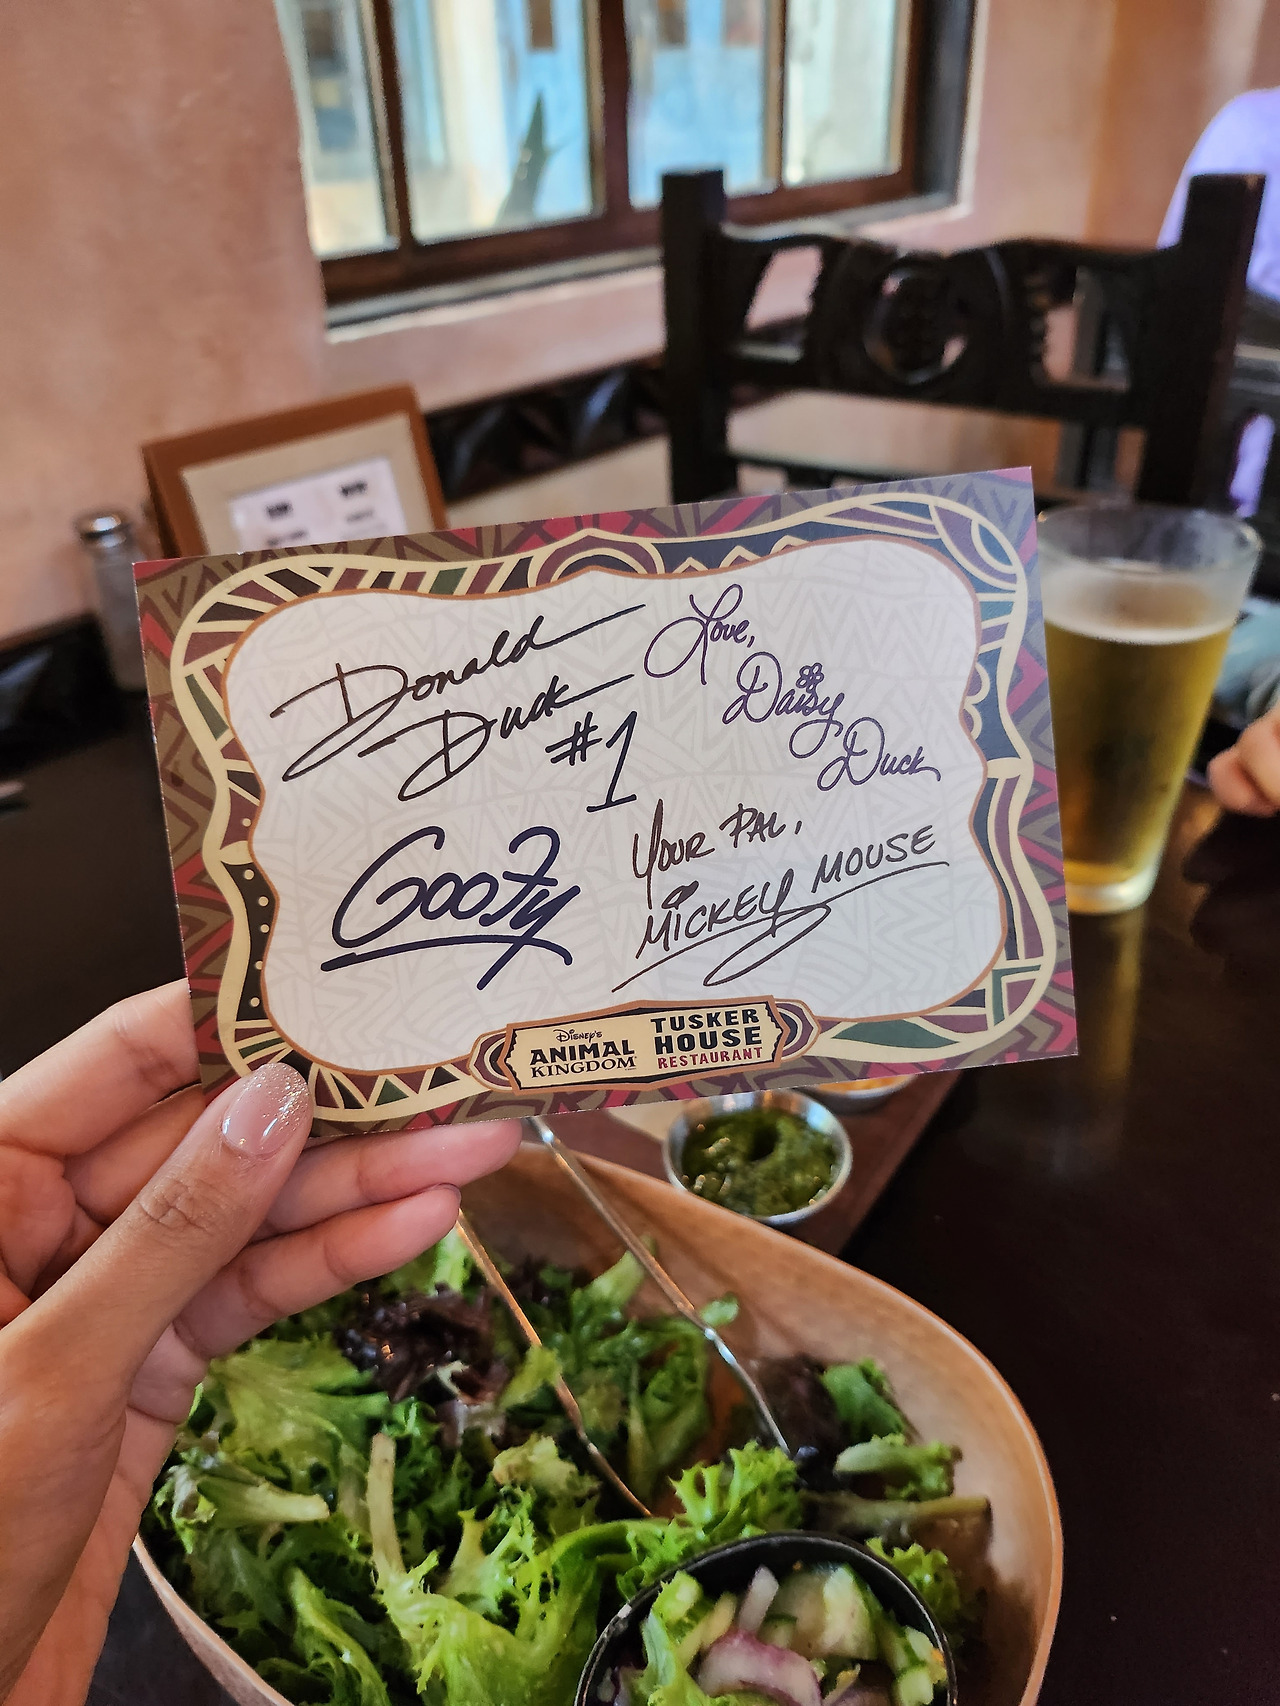 Donald
Duck
#1
Love,
Daisy
Duck
Goofy
Your Pal,
Mickey Mouse
Disney's
ANIMAL
KINGDOM
TUSKER
HOUSE
RESTAURANT